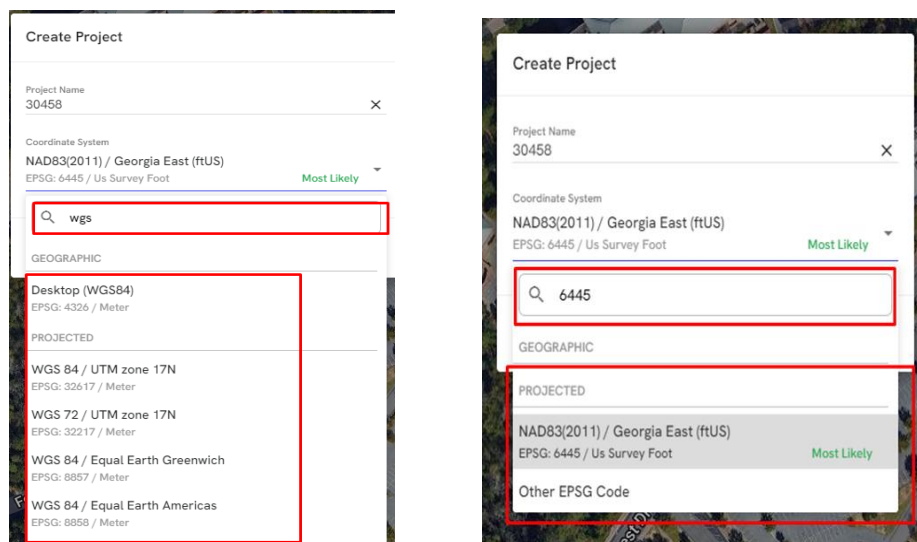 Create Project
Project Name
30458
Coordinate System
NAD83(2011) / Georgia East (ftUS)
EPSG: 6445 / Us Survey Foot
Most Likely
wgs
GEOGRAPHIC
Desktop (WGS84)
EPSG: 4326 / Meter
PROJECTED
WGS 84 / UTM zone 17N
EPSG: 32617 / Meter
WGS 72 / UTM zone 17N
EPSG: 32217 / Meter
WGS 84 / Equal Earth Greenwich
EPSG: 8857 / Meter
WGS 84 / Equal Earth Americas
EPSG: 8858 / Meter
Create Project
Project Name
30458
Coordinate System
NAD83(2011) / Georgia East (ftUS)
EPSG: 6445 / Us Survey Foot
Most Likely
6445
GEOGRAPHIC
PROJECTED
NAD83(2011) / Georgia East (ftUS)
EPSG: 6445 / Us Survey Foot
Most Likely
Other EPSG Code